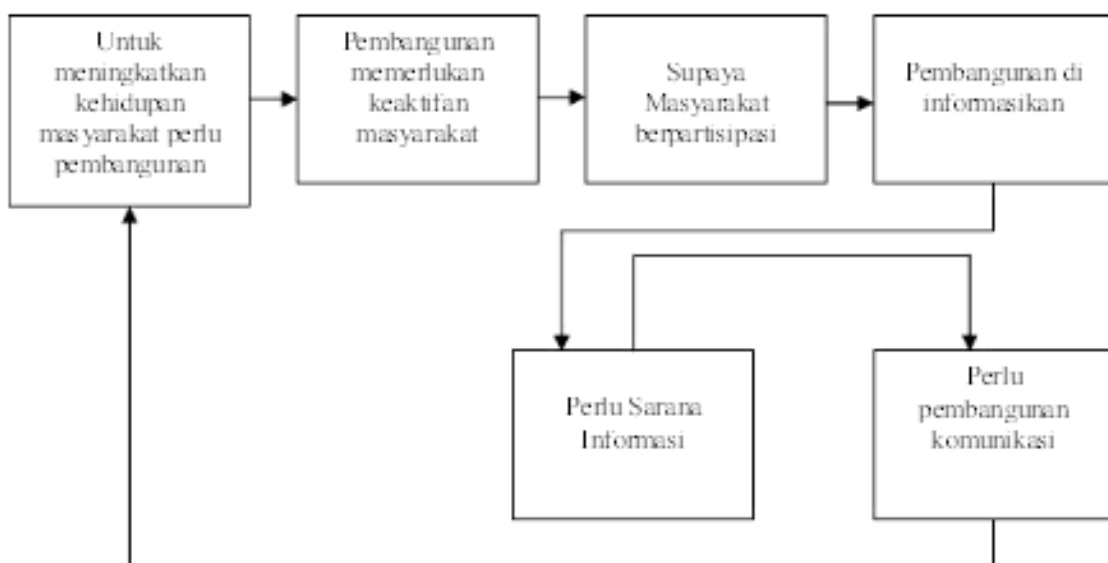 Untuk
meningkatkan
kehidupan
masyarakat perlu
pembangunan
Pembangunan
memerlukan
keaktifan
masyarakat
Supaya
Masyarakat
berpartisipasi
Pembangunan di
informasikan
Perlu Sarana
Informasi
Perlu
pembangunan
komunikasi